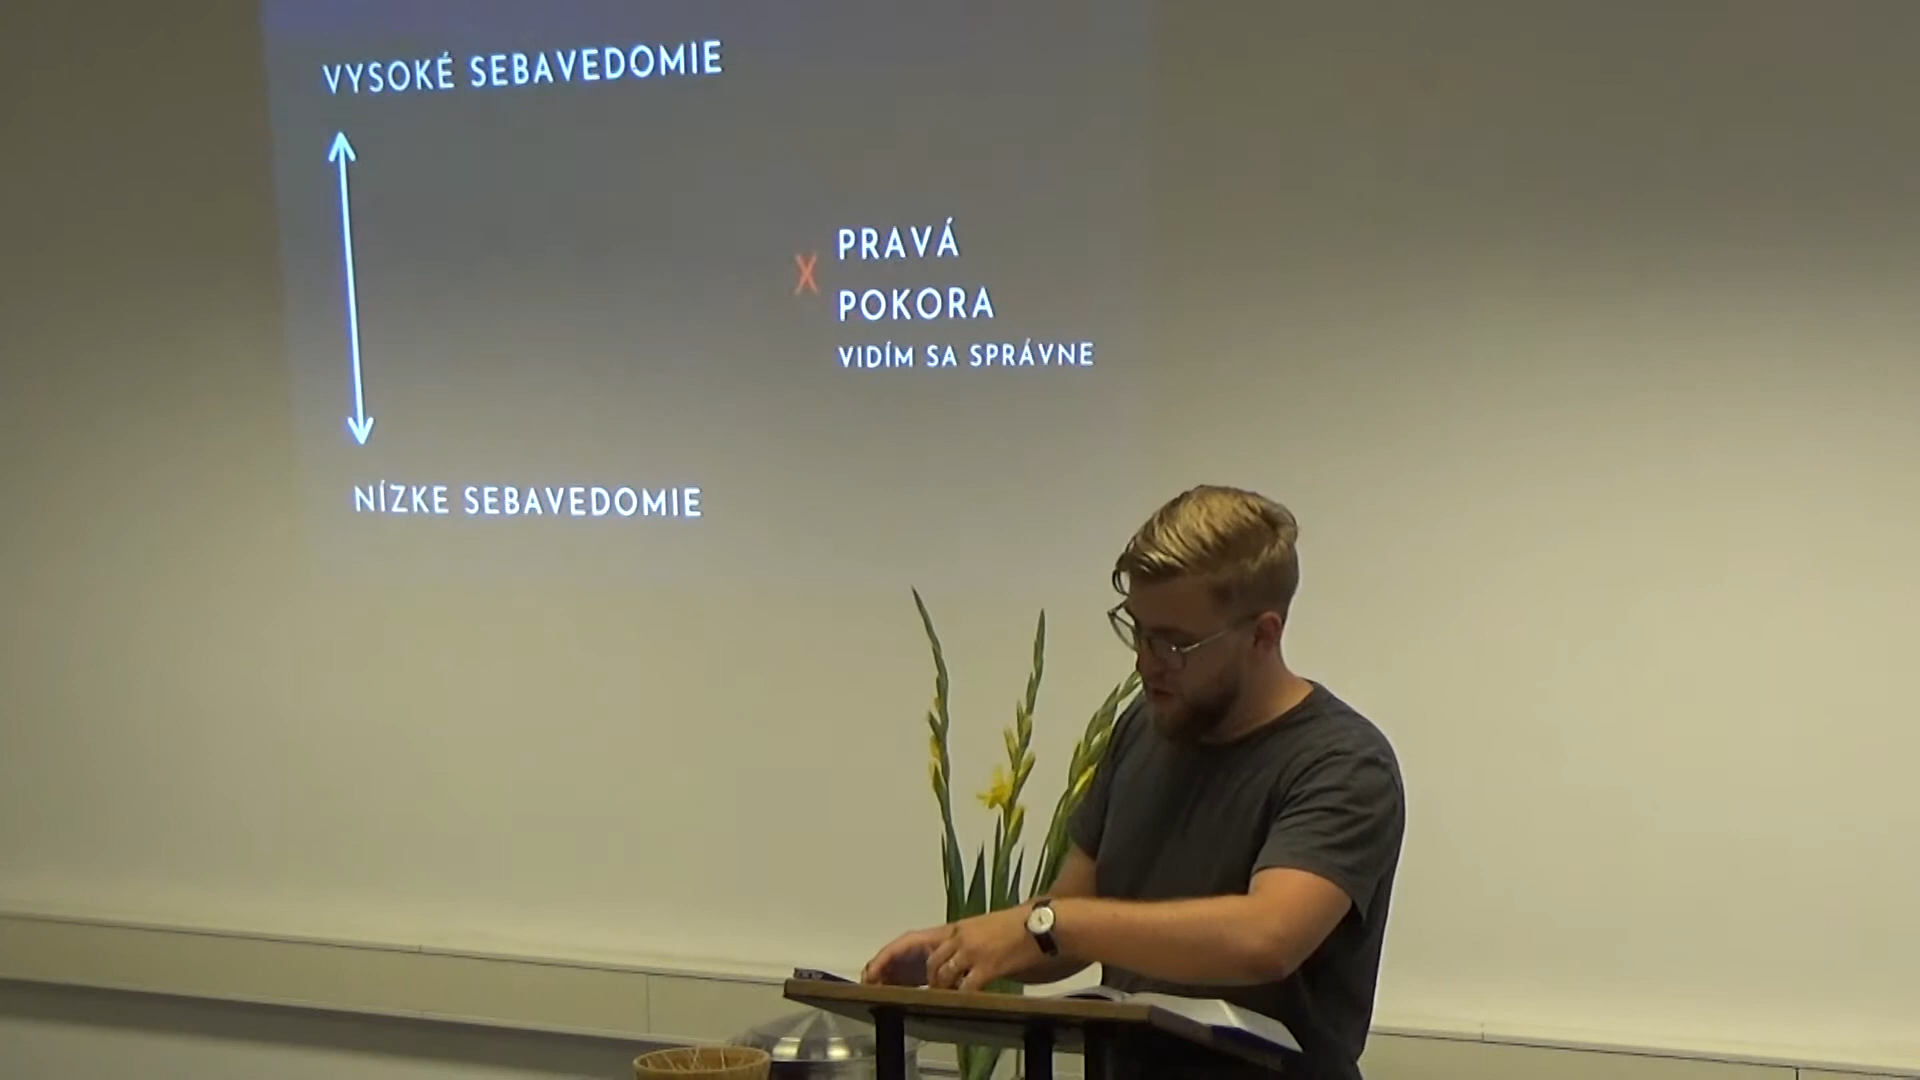 VYSOKÉ SEBAVEDOMIE
X PRAVÁ
POKORA
VIDÍM SA SPRÁVNE
NÍZKE SEBAVEDOMIE